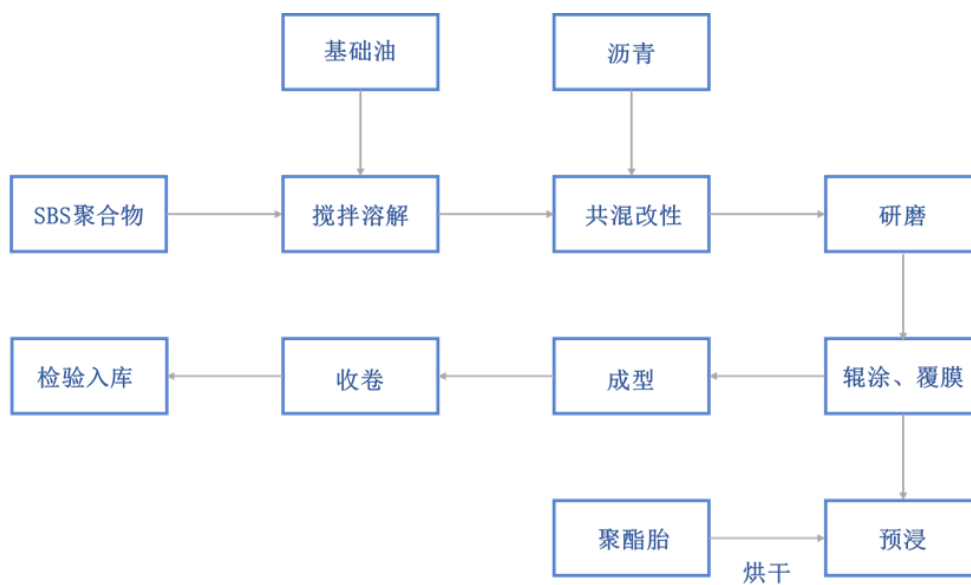 基础油
沥青
SBS聚合物
搅拌溶解
共混改性
研磨
检验入库
收卷
成型
辊涂、覆膜
聚酯胎
烘干
预浸